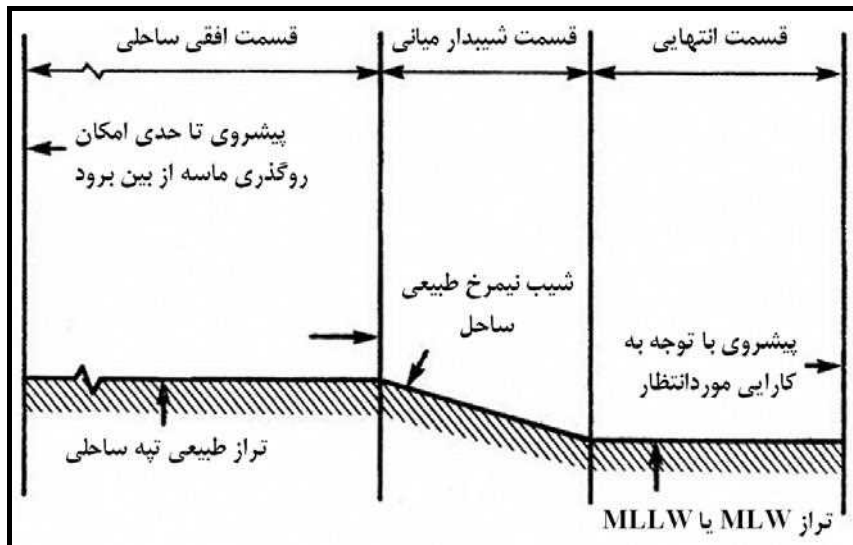 قسمت انتهایی
قسمت شیبدار میانی
قسمت افقی ساحلی
پیشروی تا حدی امکان
روگذری ماسه از بین برود
شیب نیمرخ طبیعی
ساحل
پیشروی با توجه به
کارایی موردانتظار
تراز طبیعی تپه ساحلی
تراز MLW یا MLLW